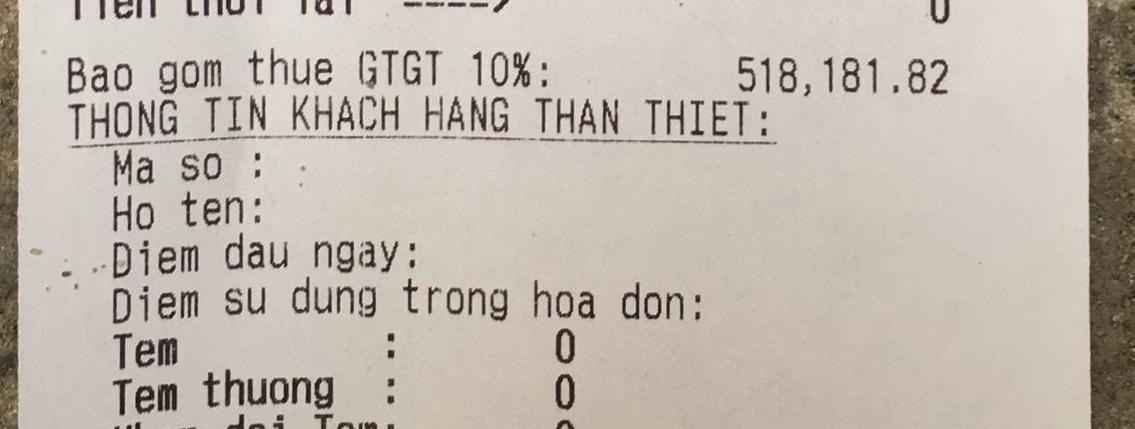 Tien thoi lai ----> 0
Bao gom thue GTGT 10%: 518,181.82
THONG TIN KHACH HANG THAN THIET:
Ma so :
Ho ten:
Diem dau ngay:
Diem su dung trong hoa don:
Tem : 0
Tem thuong : 0
doi Tem: 0